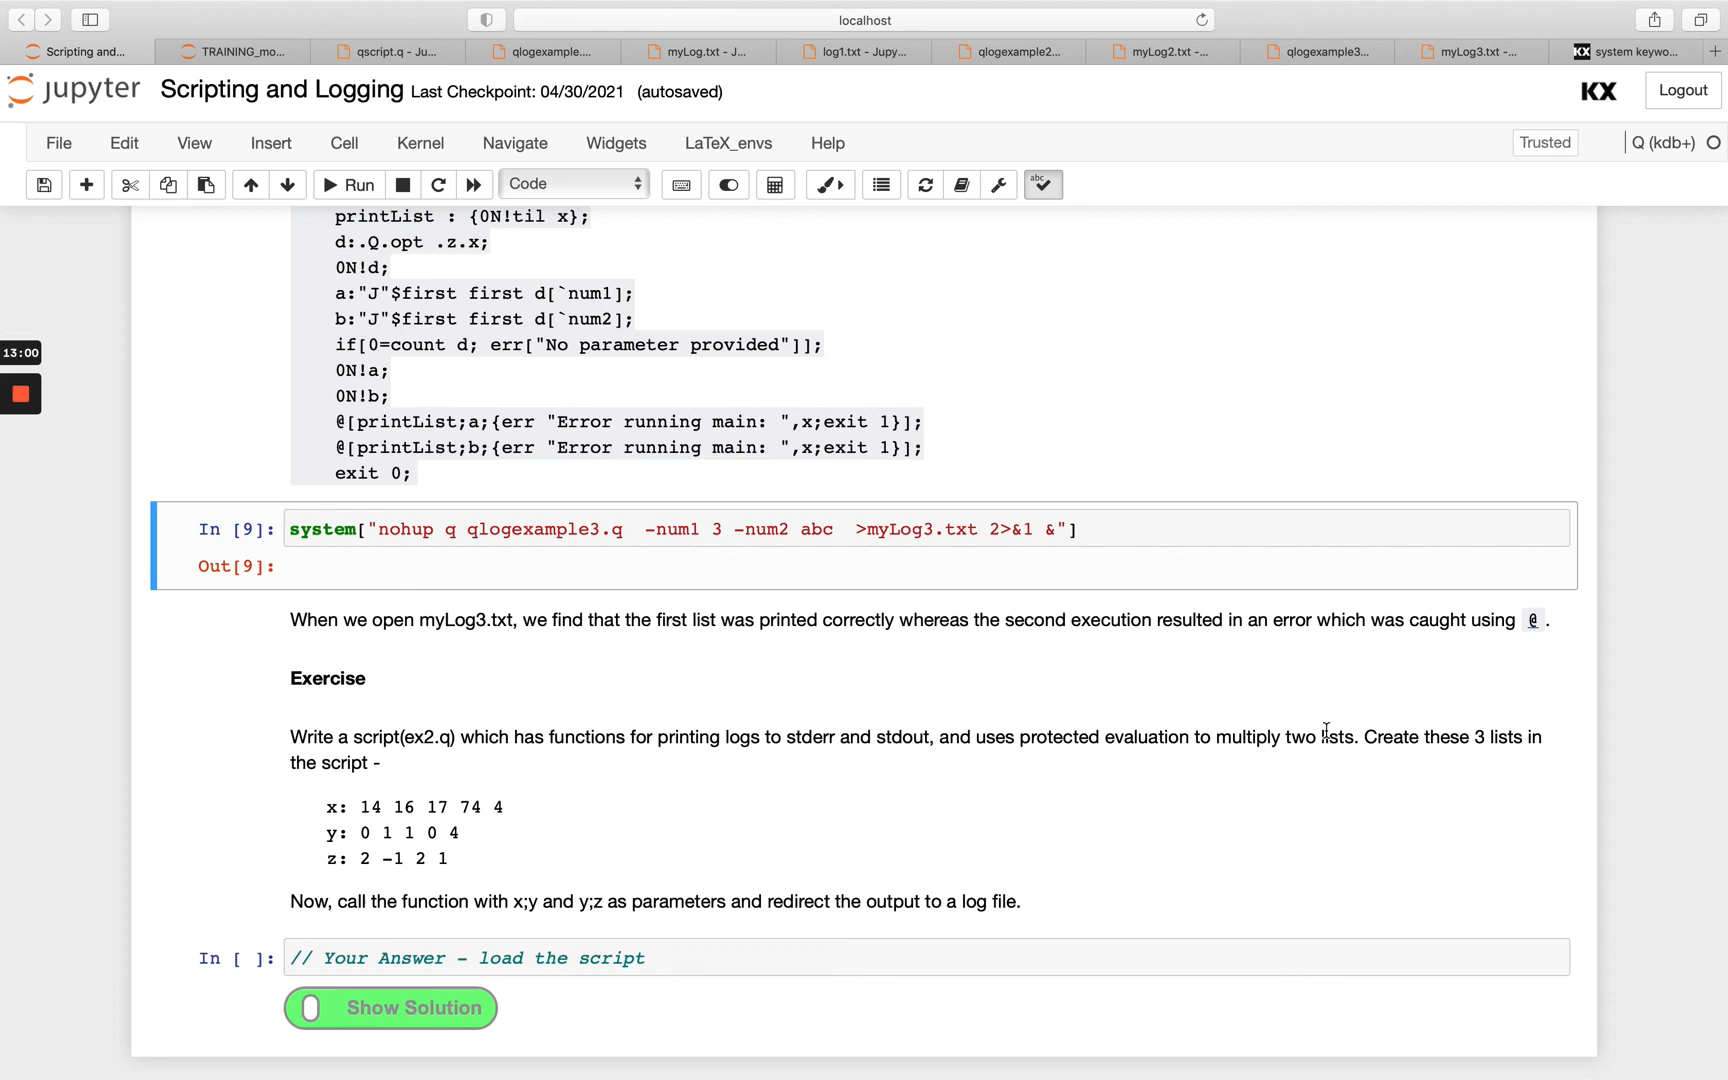 localhost
Scripting and...
TRAINING_mo...
qscript.q - Ju...
qlogexample....
myLog.txt - J...
log1.txt - Jupy...
qlogexample2...
myLog2.txt -...
qlogexample3...
myLog3.txt -...
KX system keywo...
jupyter Scripting and Logging Last Checkpoint: 04/30/2021 (autosaved) KX Logout
File Edit View Insert Cell Kernel Navigate Widgets LaTeX_envs Help Trusted Q (kdb+)
Run Code abc
printList : {0N!til x};
d:.Q.opt .z.x;
0N!d;
a:"J"$first first d[`num1];
b:"J"$first first d[`num2];
if[0=count d; err["No parameter provided"]];
0N!a;
0N!b;
@[printList;a;{err "Error running main: ",x;exit 1}];
@[printList;b;{err "Error running main: ",x;exit 1}];
exit 0;
13:00
In [9]: system["nohup q qlogexample3.q -num1 3 -num2 abc >myLog3.txt 2>&1 &"]
Out[9]:
When we open myLog3.txt, we find that the first list was printed correctly whereas the second execution resulted in an error which was caught using @ .
Exercise
Write a script(ex2.q) which has functions for printing logs to stderr and stdout, and uses protected evaluation to multiply two lists. Create these 3 lists in
the script -
x: 14 16 17 74 4
y: 0 1 1 0 4
z: 2 -1 2 1
Now, call the function with x;y and y;z as parameters and redirect the output to a log file.
In [ ]: // Your Answer - load the script
Show Solution